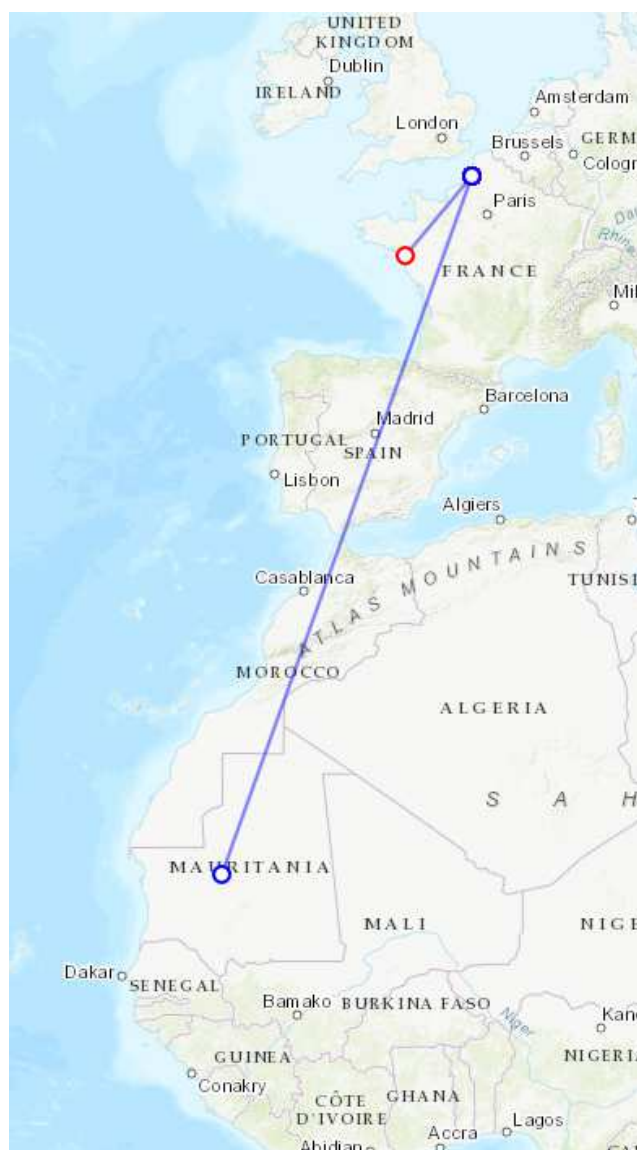 UNITED
KINGDOM
Dublin
IRELAND
Amsterdam
London
Brussels
GERM
Cologn
Paris
Rhine
FRANCE
Mil
Barcelona
Madrid
PORTUGAL
SPAIN
Lisbon
Algiers
Casablanca
ATLAS MOUNTAINS
TUNISI
MOROCCO
ALGERIA
S A H
MAURITANIA
MALI
NIGE
Dakar
SENEGAL
Bamako
BURKINA FASO
Niger
Kano
GUINEA
NIGERIA
Conakry
CÔTE
D'IVOIRE
GHANA
Lagos
Accra
Abidjan